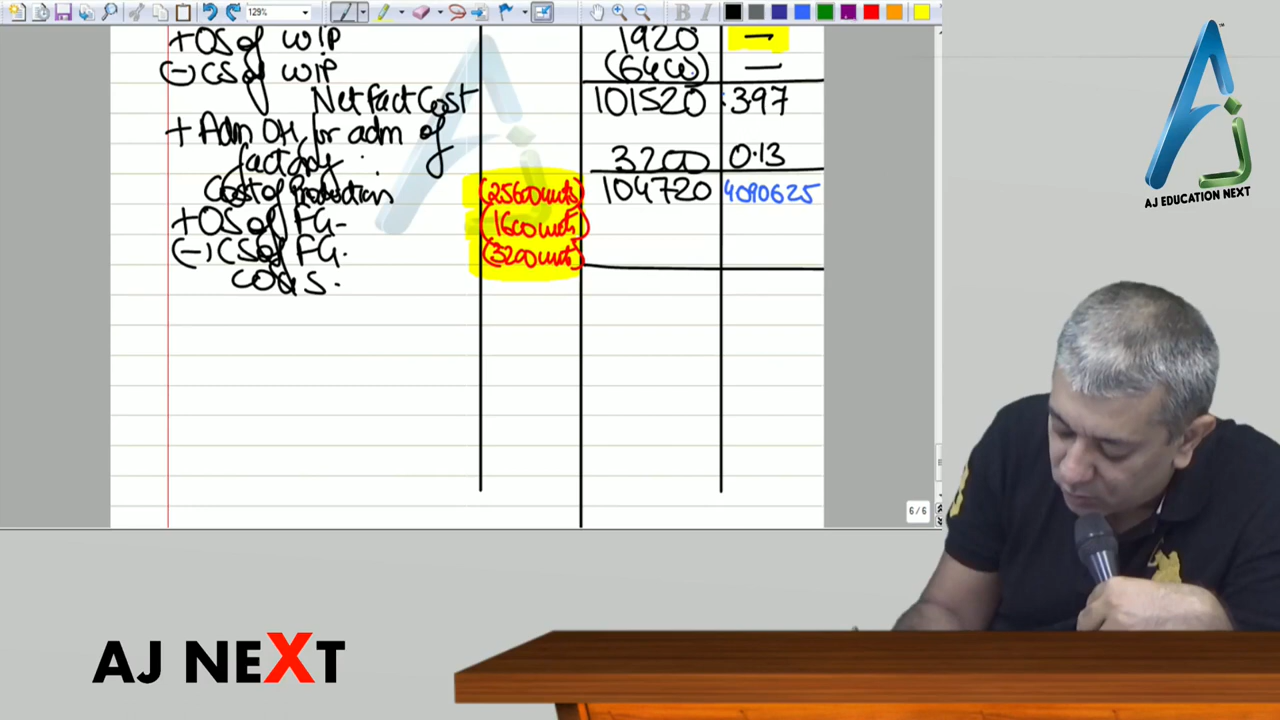 129%
+OS of WIP 1920 —
(-) CS of WIP (6400) —
Net Fact Cost 101520 3.97
+ Adm OH for adm of
factory. 3200 0.13
Cost of Production (25600 units) 104720 4.090625
+OS of FG- (1600 units)
(-) CS of FG. (3200 units)
COGS.
6/6
AJ EDUCATION NEXT
AJ NEXT